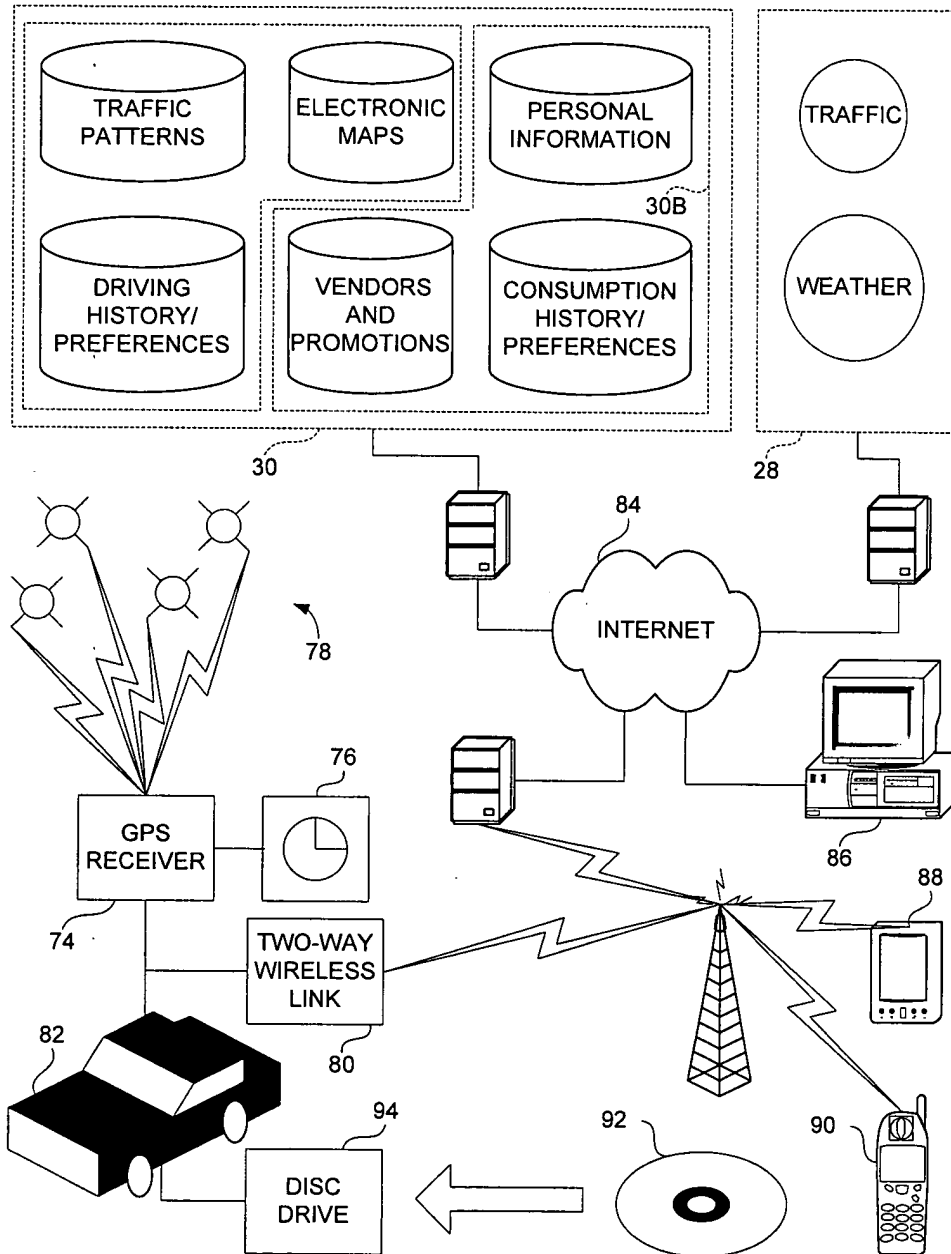 TRAFFIC
PATTERNS
ELECTRONIC
MAPS
PERSONAL
INFORMATION
TRAFFIC
30B
DRIVING
HISTORY/
PREFERENCES
VENDORS
AND
PROMOTIONS
CONSUMPTION
HISTORY/
PREFERENCES
WEATHER
30
28
84
INTERNET
78
76
GPS
RECEIVER
86
74
88
TWO-WAY
WIRELESS
LINK
82
80
94
92
90
DISC
DRIVE